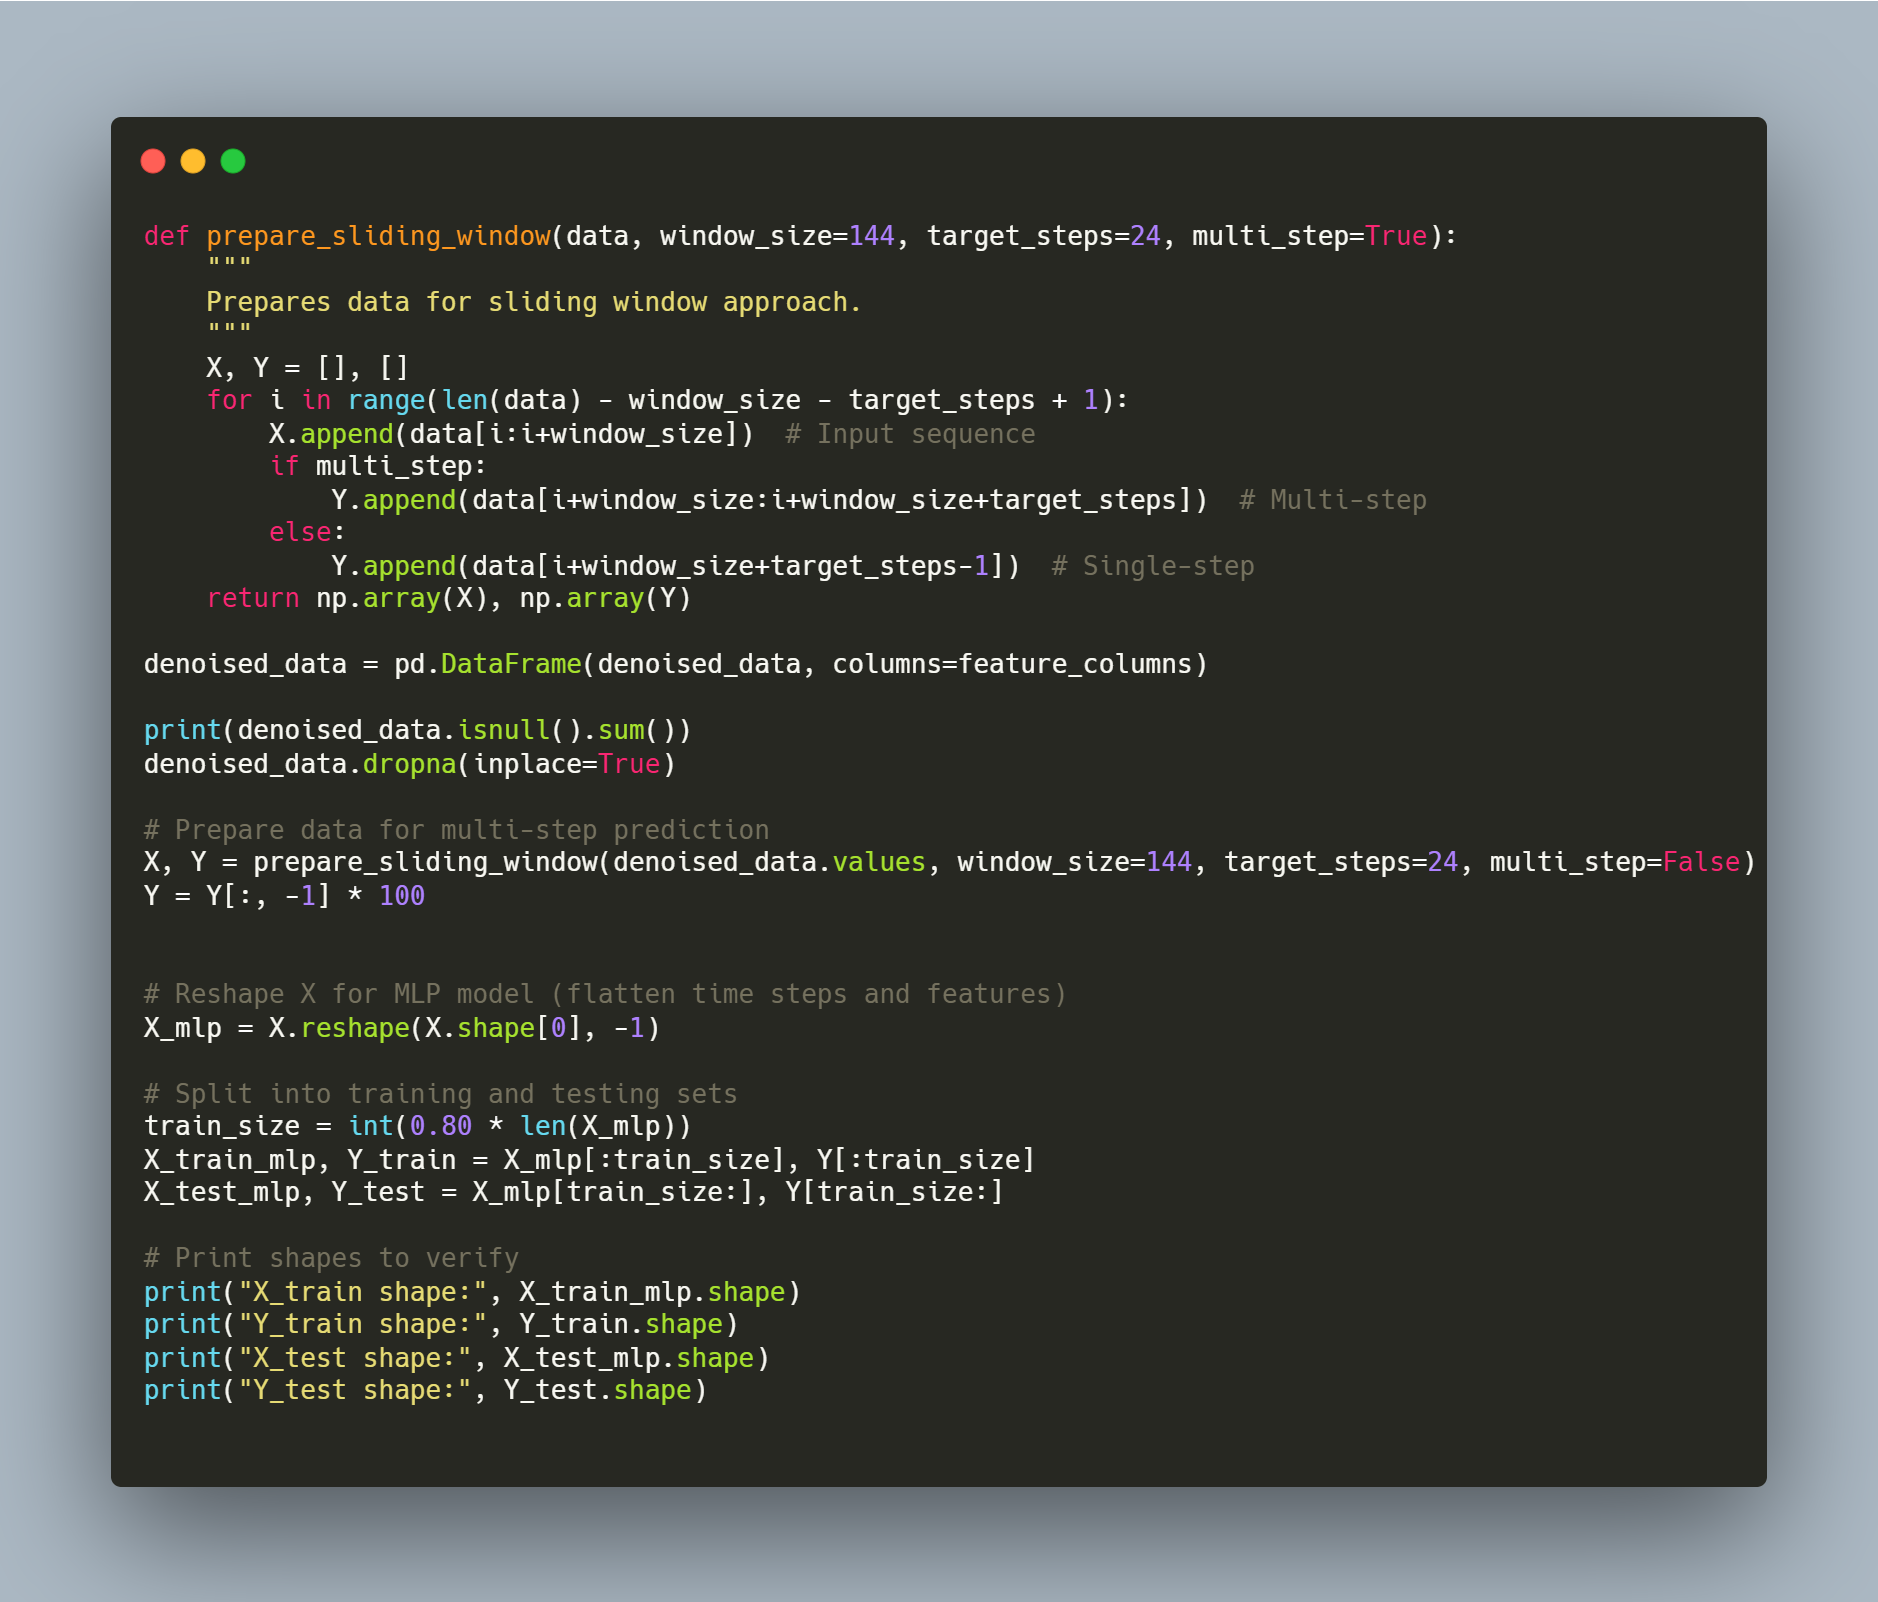 def prepare_sliding_window(data, window_size=144, target_steps=24, multi_step=True):
    """
    Prepares data for sliding window approach.
    """
    X, Y = [], []
    for i in range(len(data) - window_size - target_steps + 1):
        X.append(data[i:i+window_size])  # Input sequence
        if multi_step:
            Y.append(data[i+window_size:i+window_size+target_steps])  # Multi-step
        else:
            Y.append(data[i+window_size+target_steps-1])  # Single-step
    return np.array(X), np.array(Y)

denoised_data = pd.DataFrame(denoised_data, columns=feature_columns)

print(denoised_data.isnull().sum())
denoised_data.dropna(inplace=True)

# Prepare data for multi-step prediction
X, Y = prepare_sliding_window(denoised_data.values, window_size=144, target_steps=24, multi_step=False)
Y = Y[:, -1] * 100


# Reshape X for MLP model (flatten time steps and features)
X_mlp = X.reshape(X.shape[0], -1)

# Split into training and testing sets
train_size = int(0.80 * len(X_mlp))
X_train_mlp, Y_train = X_mlp[:train_size], Y[:train_size]
X_test_mlp, Y_test = X_mlp[train_size:], Y[train_size:]

# Print shapes to verify
print("X_train shape:", X_train_mlp.shape)
print("Y_train shape:", Y_train.shape)
print("X_test shape:", X_test_mlp.shape)
print("Y_test shape:", Y_test.shape)